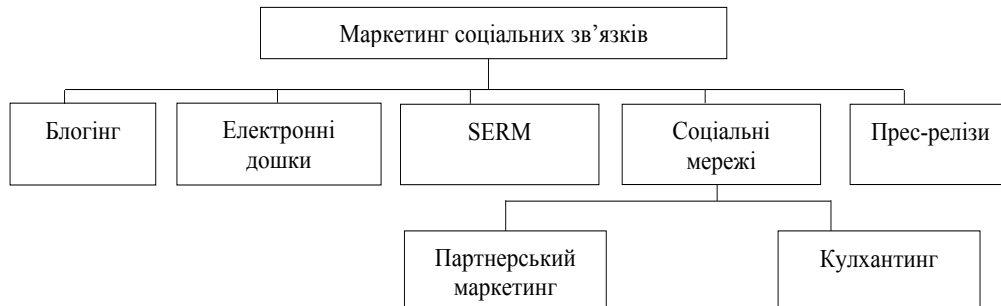 Маркетинг соціальних зв’язків
Блогінг
Електронні
дошки
SERM
Соціальні
мережі
Прес-релізи
Партнерський
маркетинг
Кулхантинг